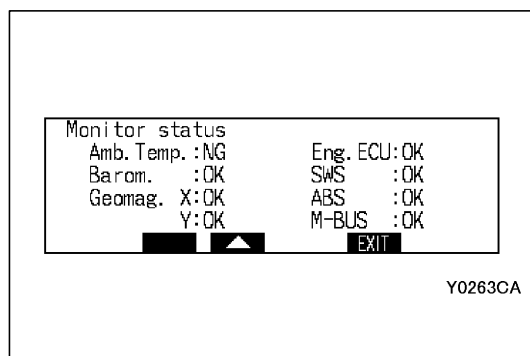 Monitor status
Amb.Temp.:NG Eng.ECU:OK
Barom. :OK SWS :OK
Geomag. X:OK ABS :OK
Y:OK M-BUS :OK
EXIT
Y0263CA